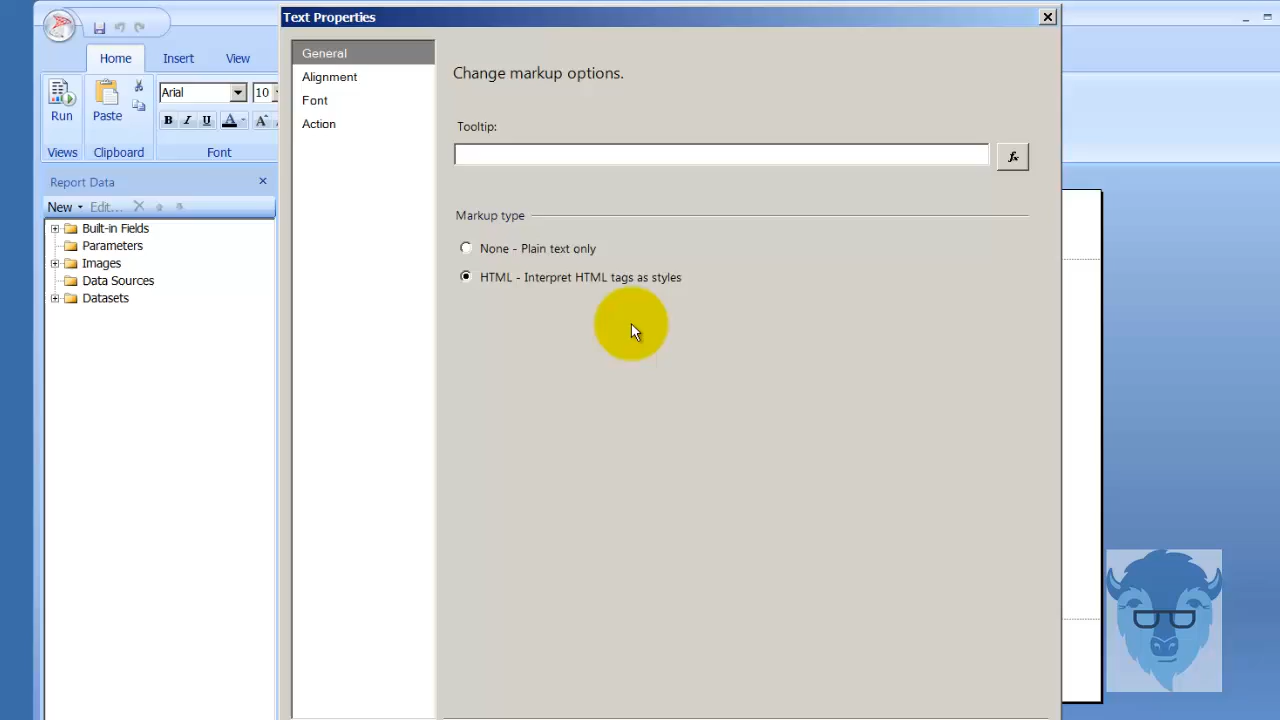 Text Properties
Home
Insert
View
Arial
10
Run
Paste
B I U A A
Views
Clipboard
Font
Report Data
New
Edit...
Built-in Fields
Parameters
Images
Data Sources
Datasets
General
Alignment
Font
Action
Change markup options.
Tooltip:
fx
Markup type
None - Plain text only
HTML - Interpret HTML tags as styles